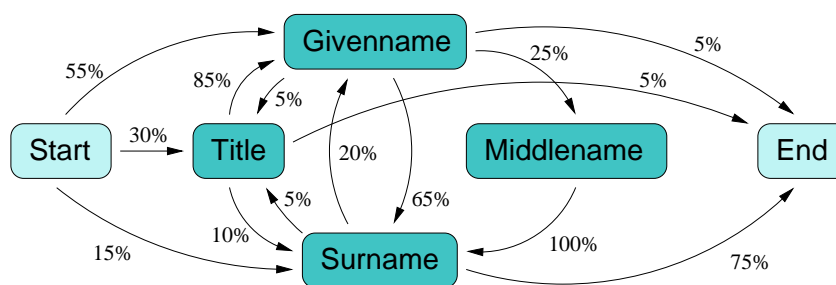 Givenname
55%
85%
5%
25%
5%
5%
Start
30%
Title
20%
Middlename
End
5%
65%
15%
10%
Surname
100%
75%